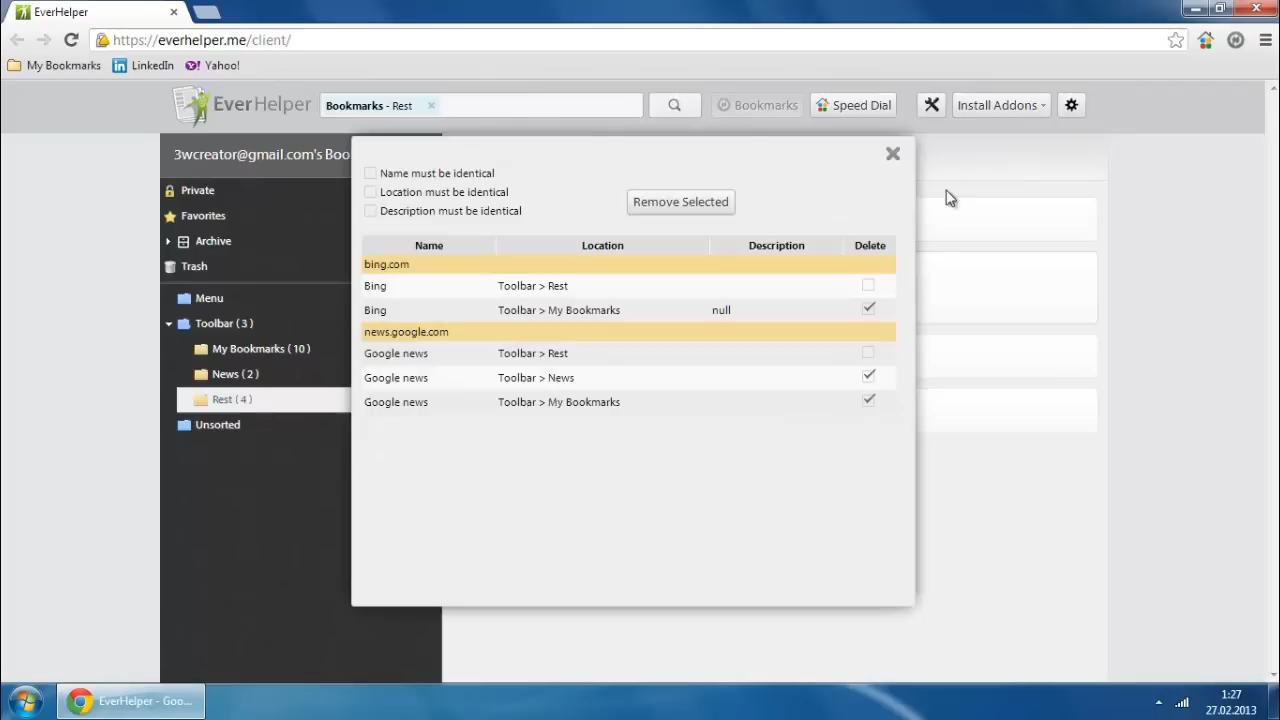 EverHelper
https://everhelper.me/client/
My Bookmarks LinkedIn Yahoo!
EverHelper Bookmarks - Rest Bookmarks Speed Dial Install Addons
3wcreator@gmail.com's Boo
Private
Favorites
Archive
Trash
Menu
Toolbar ( 3 )
My Bookmarks ( 10 )
News ( 2 )
Rest ( 4 )
Unsorted
Name must be identical
Location must be identical
Description must be identical
Remove Selected
Name Location Description Delete
bing.com
Bing Toolbar > Rest
Bing Toolbar > My Bookmarks null
news.google.com
Google news Toolbar > Rest
Google news Toolbar > News
Google news Toolbar > My Bookmarks
EverHelper - Goo...
1:27
27.02.2013